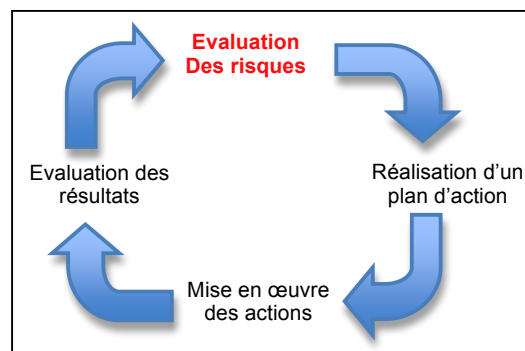 Evaluation
Des risques
Réalisation d’un
plan d’action
Mise en œuvre
des actions
Evaluation des
résultats